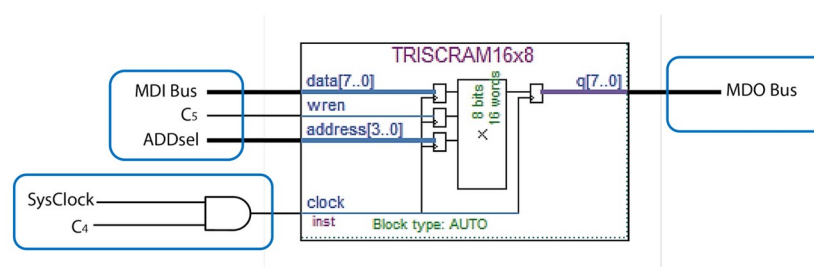 TRISCRAM16x8
MDI Bus
data[7..0]
8 bits
×
16 words
q[7..0]
MDO Bus
C5
wren
ADDsel
address[3..0]
SysClock
C4
clock
inst
Block type: AUTO